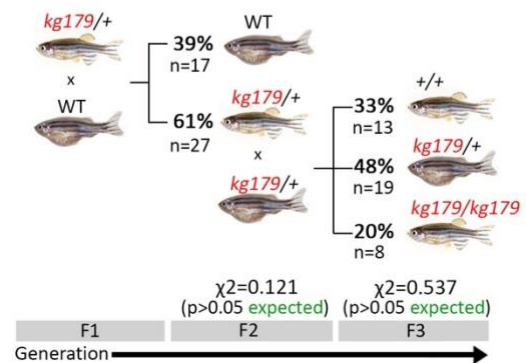 kg179/+
x
WT
39%
n=17
WT
61%
n=27
kg179/+
x
kg179/+
33%
n=13
+/+
48%
n=19
kg179/+
20%
n=8
kg179/kg179
χ2=0.121
(p>0.05 expected)
χ2=0.537
(p>0.05 expected)
F1
F2
F3
Generation